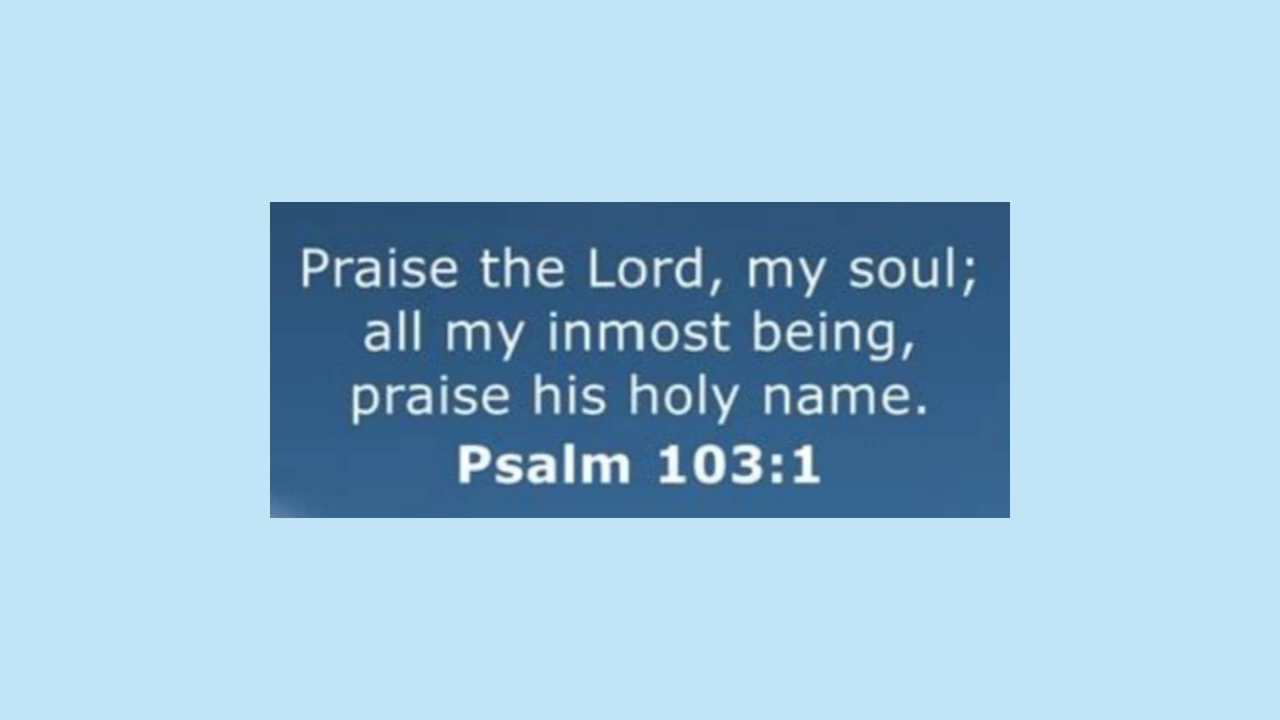 Praise the Lord, my soul;
all my inmost being,
praise his holy name.
Psalm 103:1